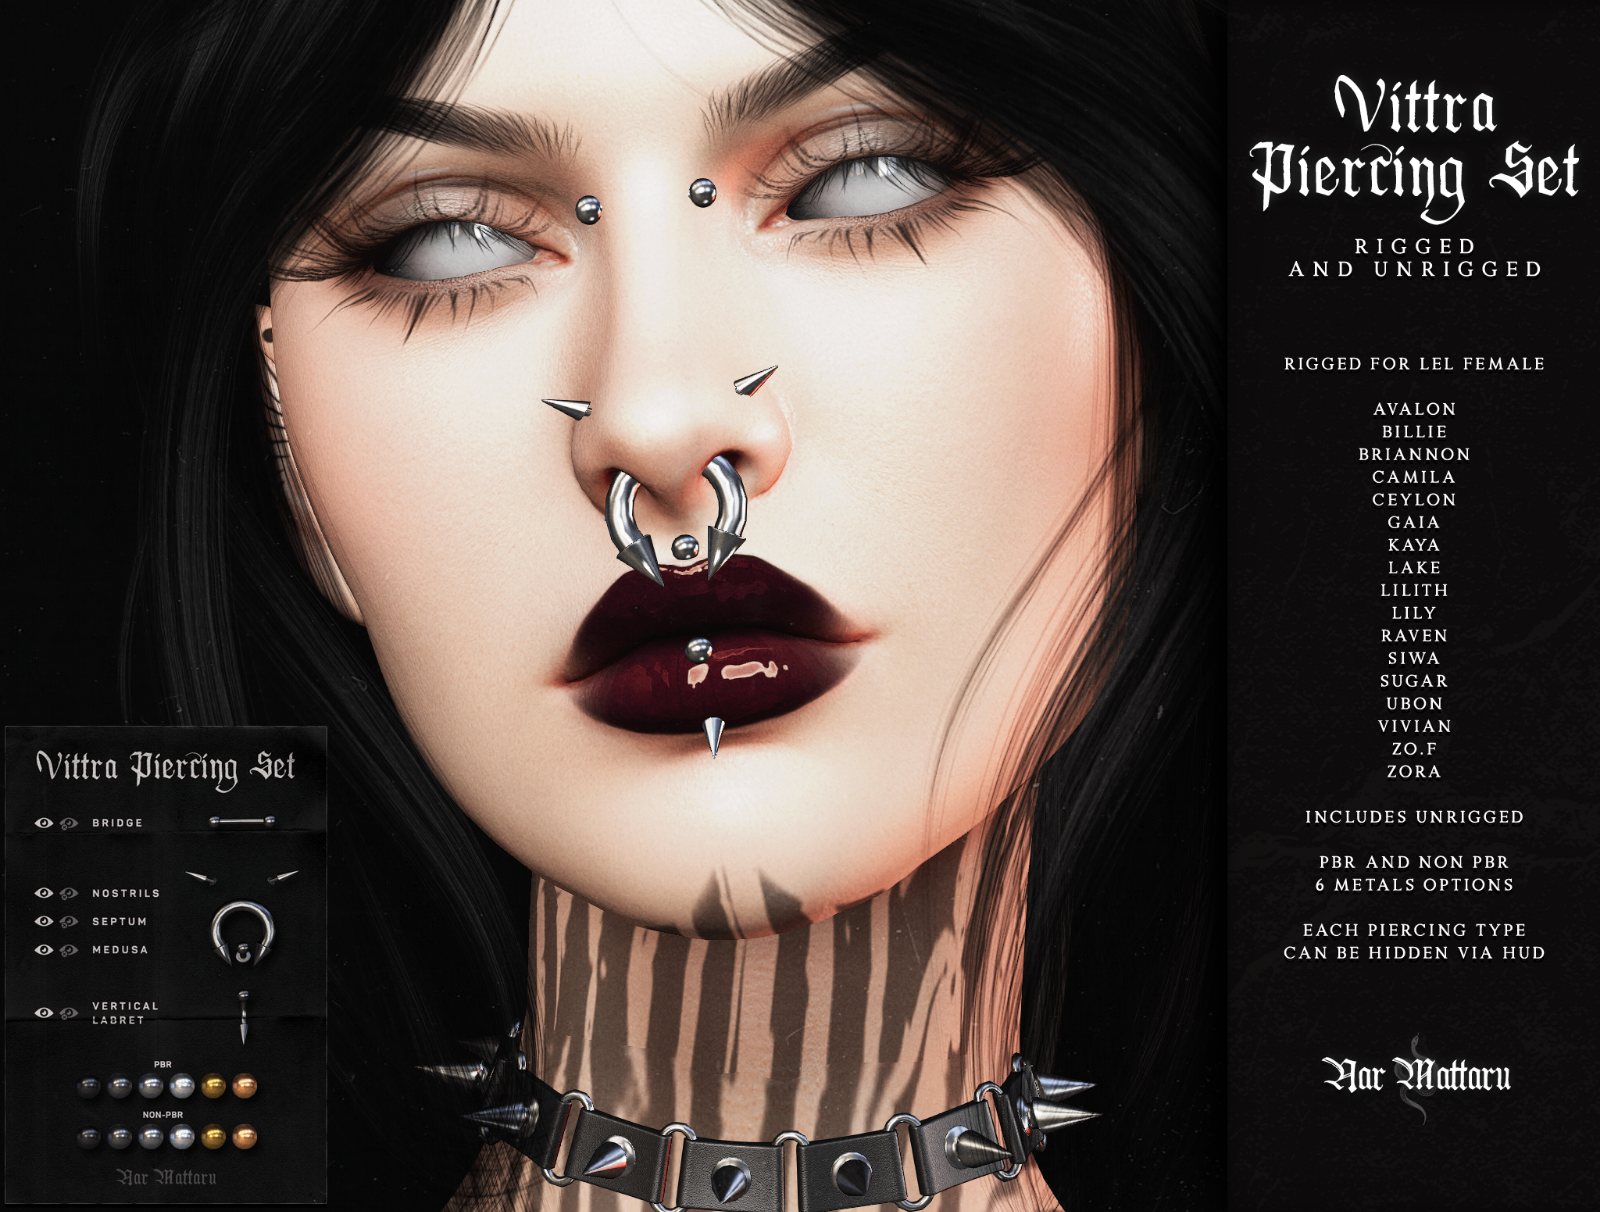 Vittra
Piercing Set
RIGGED
AND UNRIGGED
RIGGED FOR LEL FEMALE
AVALON
BILLIE
BRIANNON
CAMILA
CEYLON
GAIA
KAYA
LAKE
LILITH
LILY
RAVEN
SIWA
SUGAR
UBON
VIVIAN
ZO.F
ZORA
INCLUDES UNRIGGED
PBR AND NON PBR
6 METALS OPTIONS
EACH PIERCING TYPE
CAN BE HIDDEN VIA HUD
Nar Mattaru
Vittra Piercing Set
BRIDGE
NOSTRILS
SEPTUM
MEDUSA
VERTICAL
LABRET
PBR
NON-PBR
Nar Mattaru